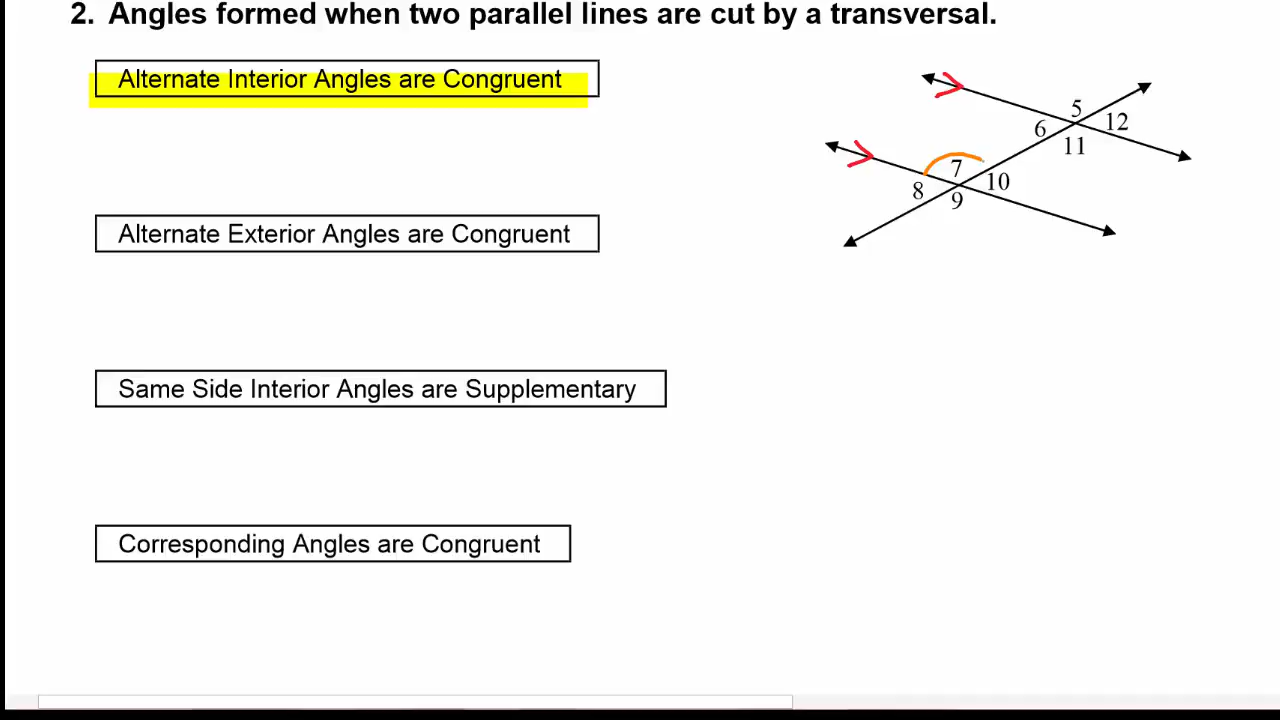 2. Angles formed when two parallel lines are cut by a transversal.
Alternate Interior Angles are Congruent
5
6
12
11
7
8
10
9
Alternate Exterior Angles are Congruent
Same Side Interior Angles are Supplementary
Corresponding Angles are Congruent